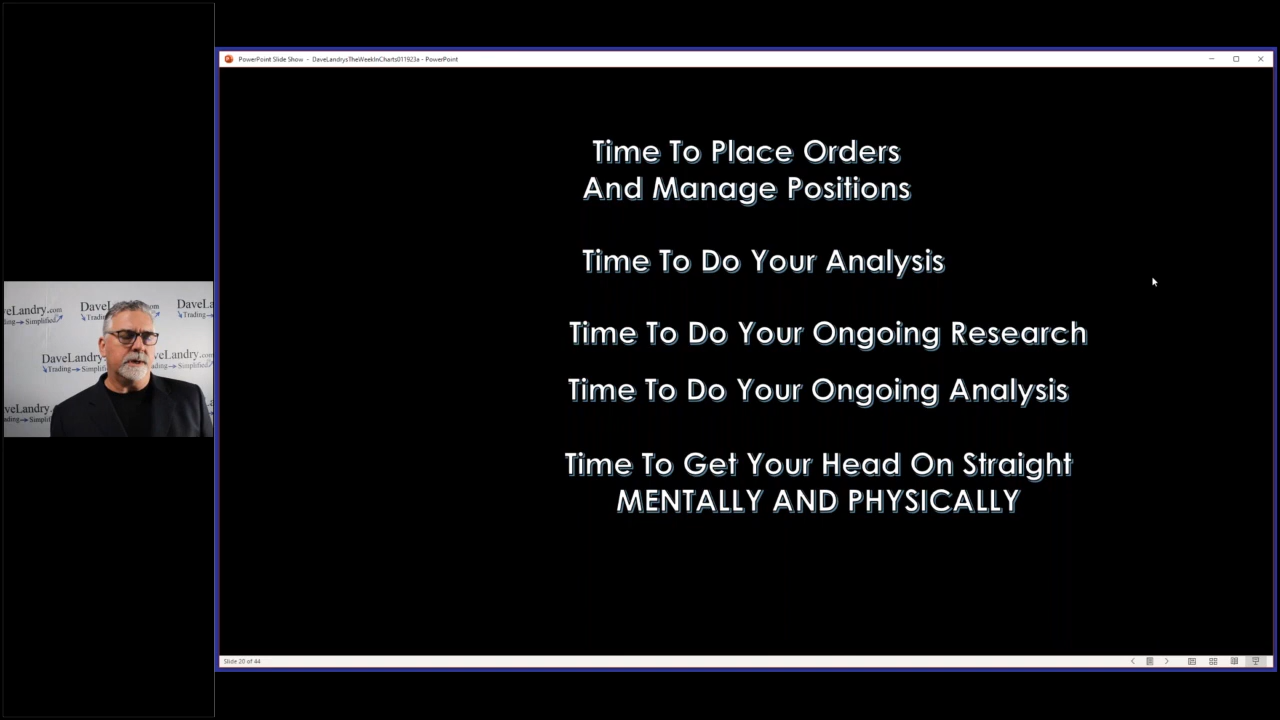 PowerPoint Slide Show - DaveLandrysTheWeekInCharts011923a - PowerPoint
Time To Place Orders
And Manage Positions
Time To Do Your Analysis
Time To Do Your Ongoing Research
Time To Do Your Ongoing Analysis
Time To Get Your Head On Straight
MENTALLY AND PHYSICALLY
DaveLandry.com
DaveLandry
Slide 20 of 44